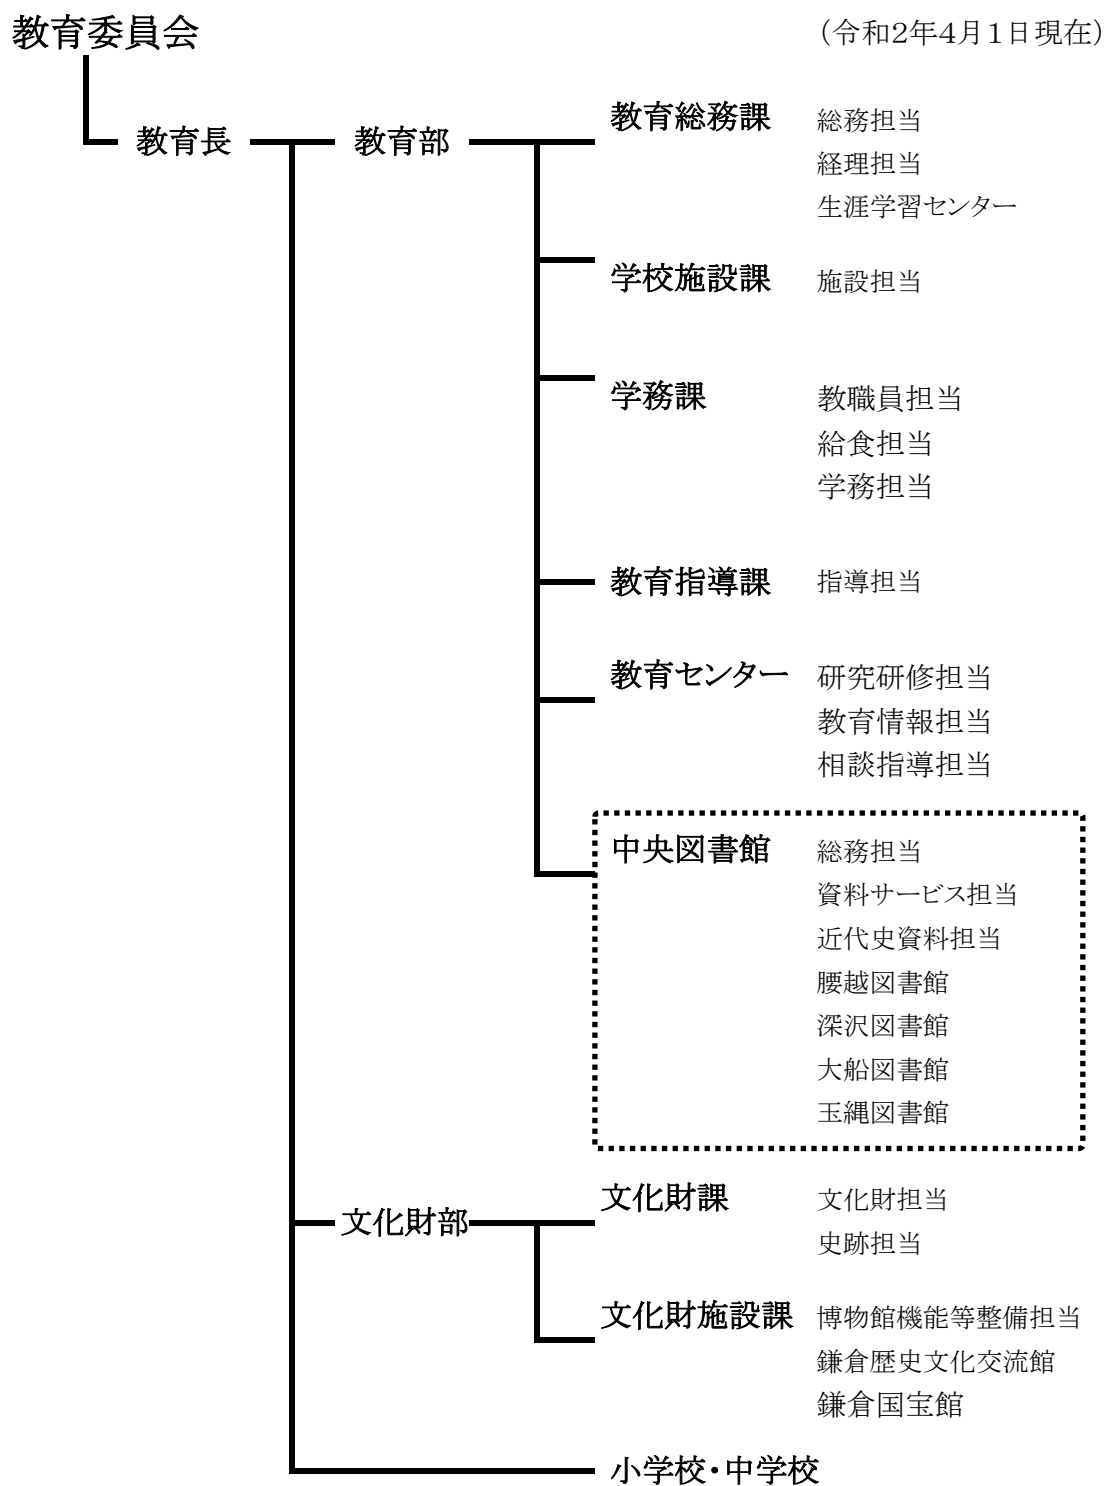 教育委員会
（令和2年4月1日現在）
教育長
教育部
教育総務課
総務担当
経理担当
生涯学習センター
学校施設課
施設担当
学務課
教職員担当
給食担当
学務担当
教育指導課
指導担当
教育センター
研究研修担当
教育情報担当
相談指導担当
中央図書館
総務担当
資料サービス担当
近代史資料担当
腰越図書館
深沢図書館
大船図書館
玉縄図書館
文化財部
文化財課
文化財担当
史跡担当
文化財施設課
博物館機能等整備担当
鎌倉歴史文化交流館
鎌倉国宝館
小学校・中学校